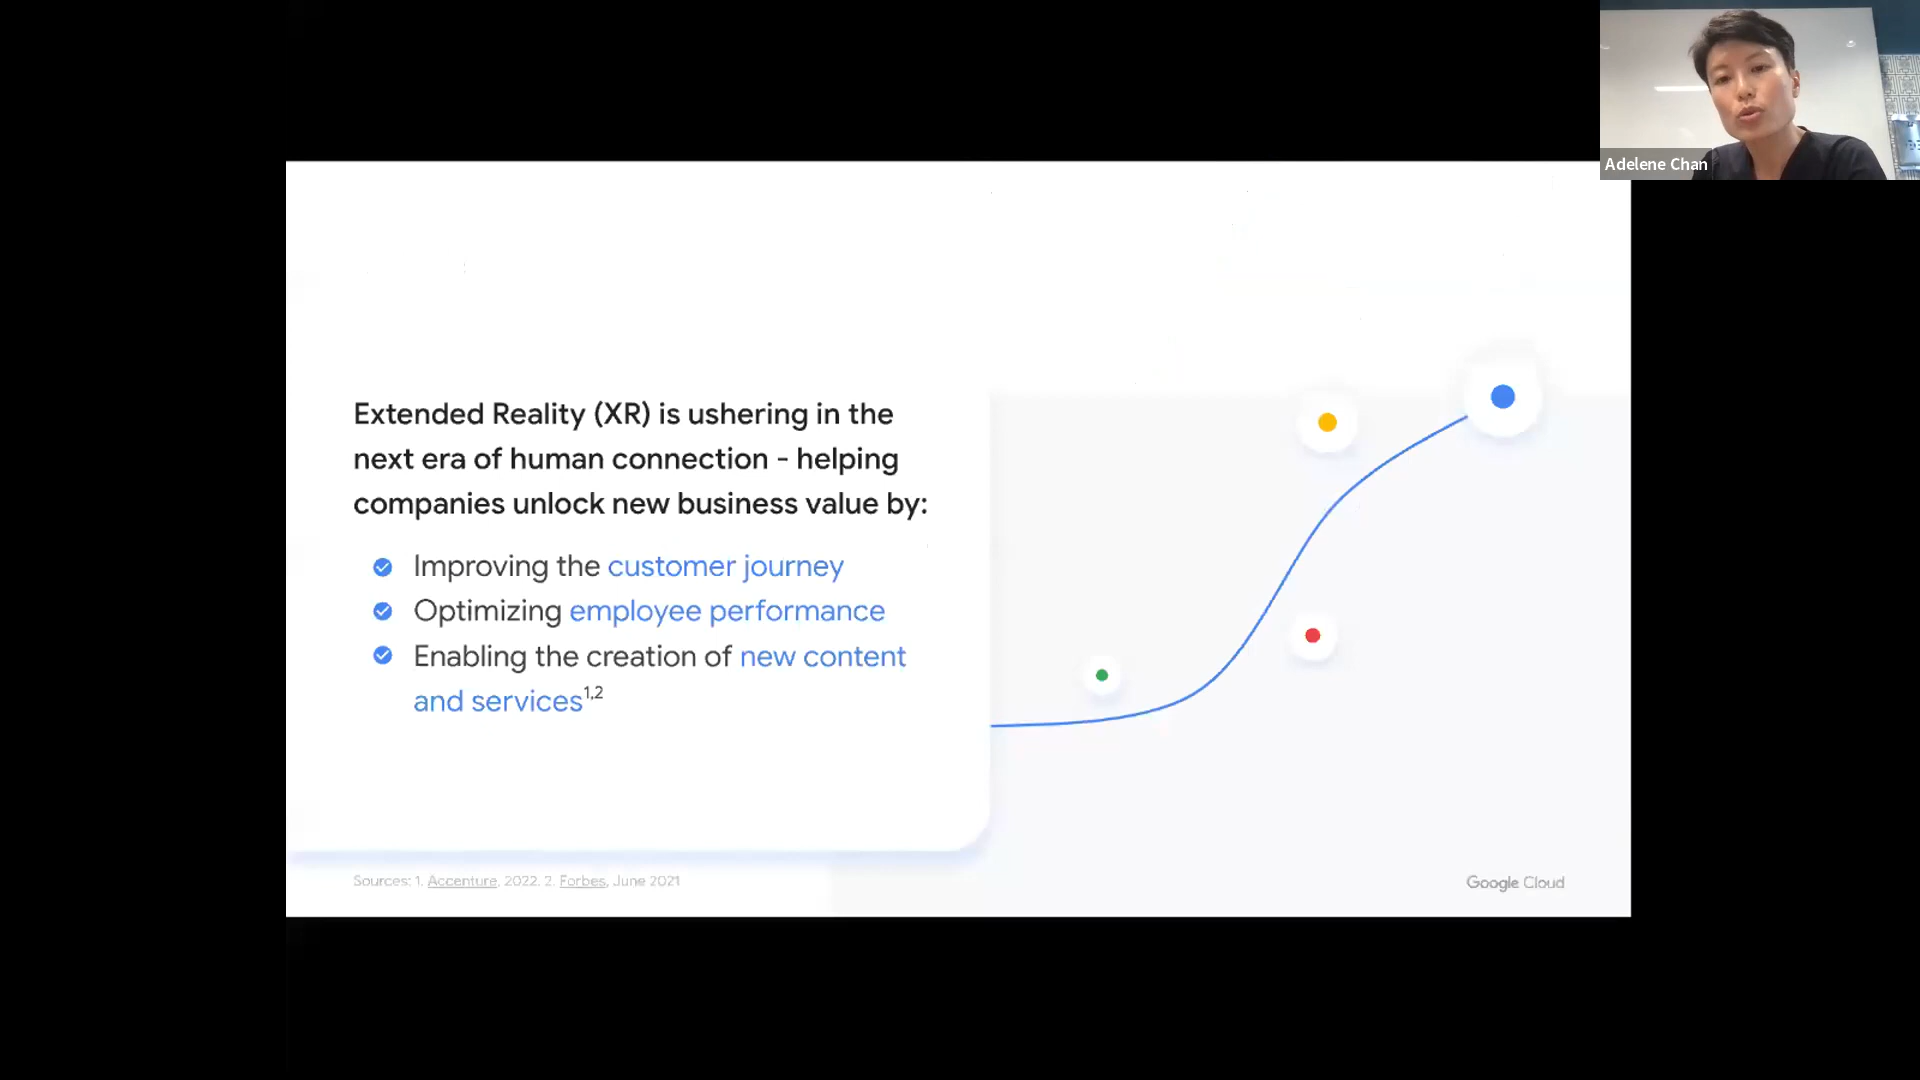 Adelene Chan
Extended Reality (XR) is ushering in the
next era of human connection - helping
companies unlock new business value by:
Improving the customer journey
Optimizing employee performance
Enabling the creation of new content
and services1,2
Sources: 1. Accenture, 2022. 2. Forbes, June 2021
Google Cloud